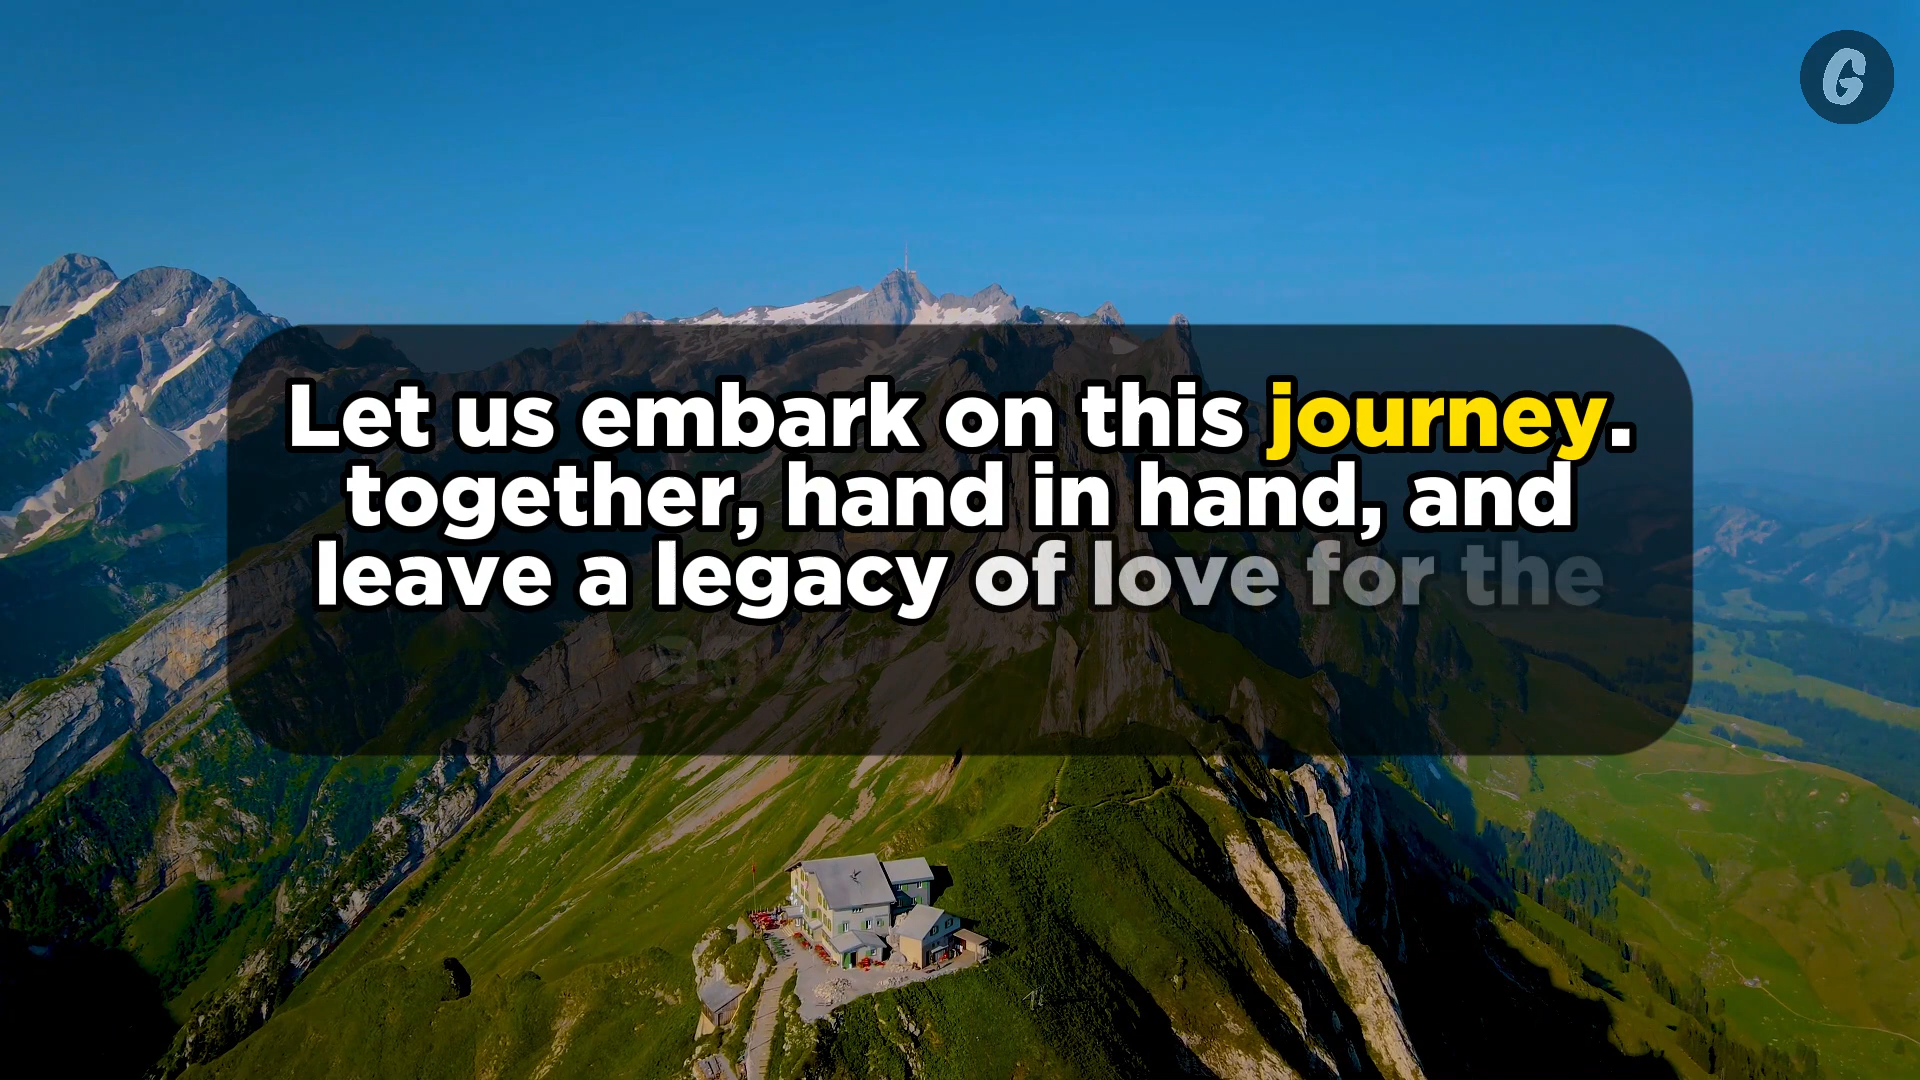 G
Let us embark on this journey.
together, hand in hand, and
leave a legacy of love for the